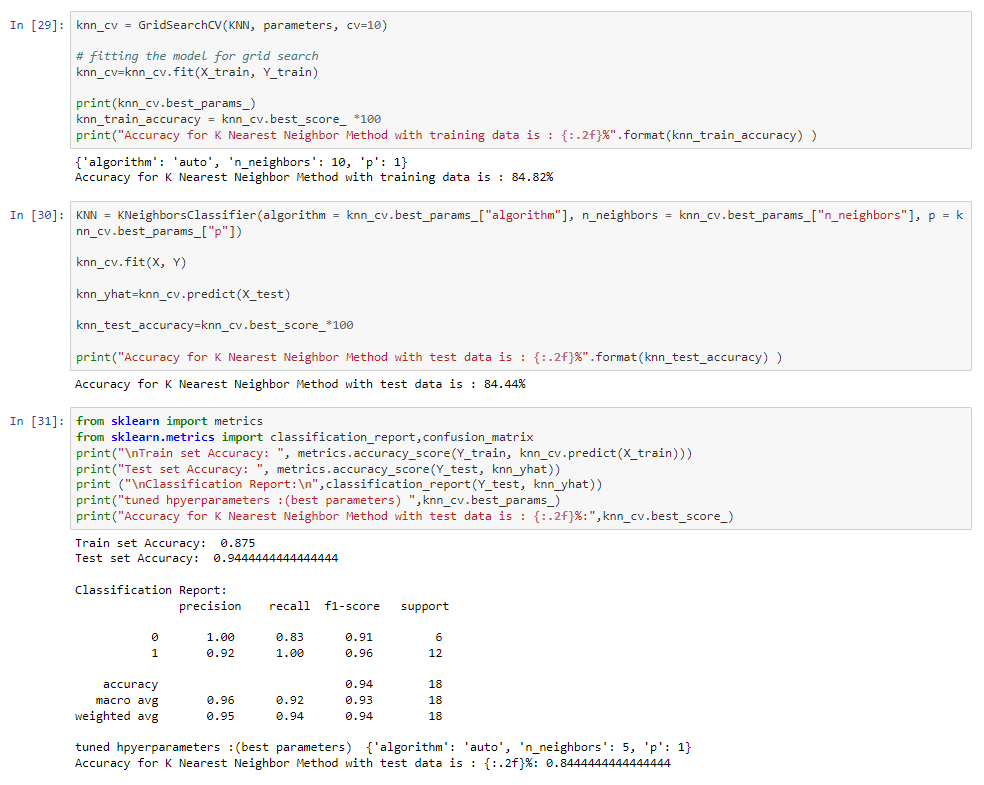 In [29]: knn_cv = GridSearchCV(KNN, parameters, cv=10)
# fitting the model for grid search
knn_cv=knn_cv.fit(X_train, Y_train)
print(knn_cv.best_params_)
knn_train_accuracy = knn_cv.best_score_ *100
print("Accuracy for K Nearest Neighbor Method with training data is : {:.2f}%".format(knn_train_accuracy) )
{'algorithm': 'auto', 'n_neighbors': 10, 'p': 1}
Accuracy for K Nearest Neighbor Method with training data is : 84.82%
In [30]: KNN = KNeighborsClassifier(algorithm = knn_cv.best_params_["algorithm"], n_neighbors = knn_cv.best_params_["n_neighbors"], p = k
nn_cv.best_params_["p"])
knn_cv.fit(X, Y)
knn_yhat=knn_cv.predict(X_test)
knn_test_accuracy=knn_cv.best_score_*100
print("Accuracy for K Nearest Neighbor Method with test data is : {:.2f}%".format(knn_test_accuracy) )
Accuracy for K Nearest Neighbor Method with test data is : 84.44%
In [31]: from sklearn import metrics
from sklearn.metrics import classification_report,confusion_matrix
print("\nTrain set Accuracy: ", metrics.accuracy_score(Y_train, knn_cv.predict(X_train)))
print("Test set Accuracy: ", metrics.accuracy_score(Y_test, knn_yhat))
print ("\nClassification Report:\n",classification_report(Y_test, knn_yhat))
print("tuned hpyerparameters :(best parameters) ",knn_cv.best_params_)
print("Accuracy for K Nearest Neighbor Method with test data is : {:.2f}%:",knn_cv.best_score_)
Train set Accuracy:  0.875
Test set Accuracy:  0.9444444444444444
Classification Report:
precision    recall  f1-score   support
0       1.00      0.83      0.91         6
1       0.92      1.00      0.96        12
accuracy                           0.94        18
macro avg       0.96      0.92      0.93        18
weighted avg       0.95      0.94      0.94        18
tuned hpyerparameters :(best parameters)  {'algorithm': 'auto', 'n_neighbors': 5, 'p': 1}
Accuracy for K Nearest Neighbor Method with test data is : {:.2f}%: 0.8444444444444444